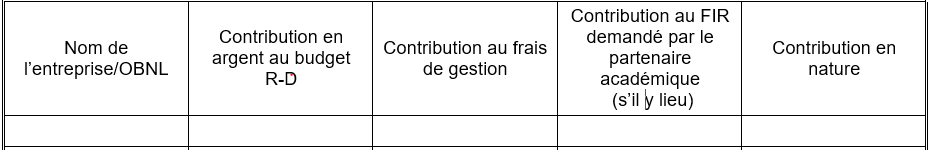 Nom de
l'entreprise/OBNL
Contribution en
argent au budget
R-D
Contribution au frais
de gestion
Contribution au FIR
demandé par le
partenaire
académique
(s'il y lieu)
Contribution en
nature